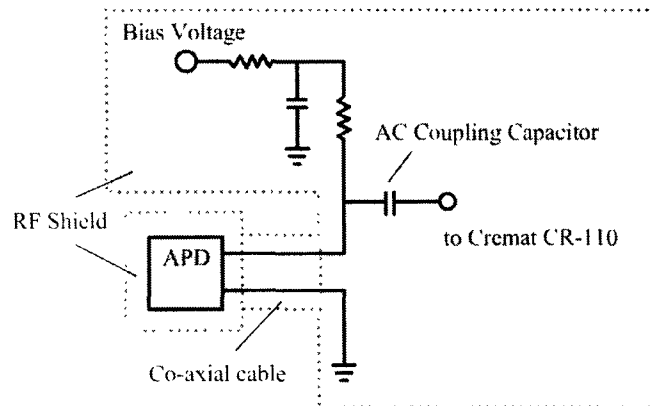 Bias Voltage
AC Coupling Capacitor
RF Shield
to Cremat CR-110
APD
Co-axial cable